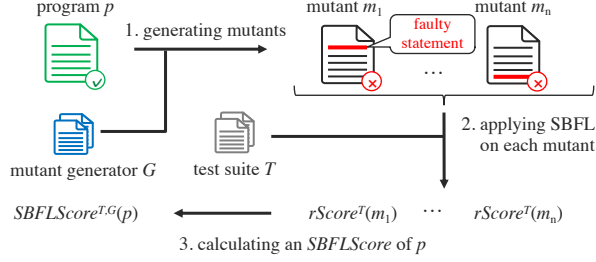 program p
1. generating mutants
mutant m₁
mutant mₙ
faulty
statement
...
mutant generator G
test suite T
2. applying SBFL
on each mutant
SBFLScoreᵀ,ᴳ(p)
rScoreᵀ(m₁)
...
rScoreᵀ(mₙ)
3. calculating an SBFLScore of p